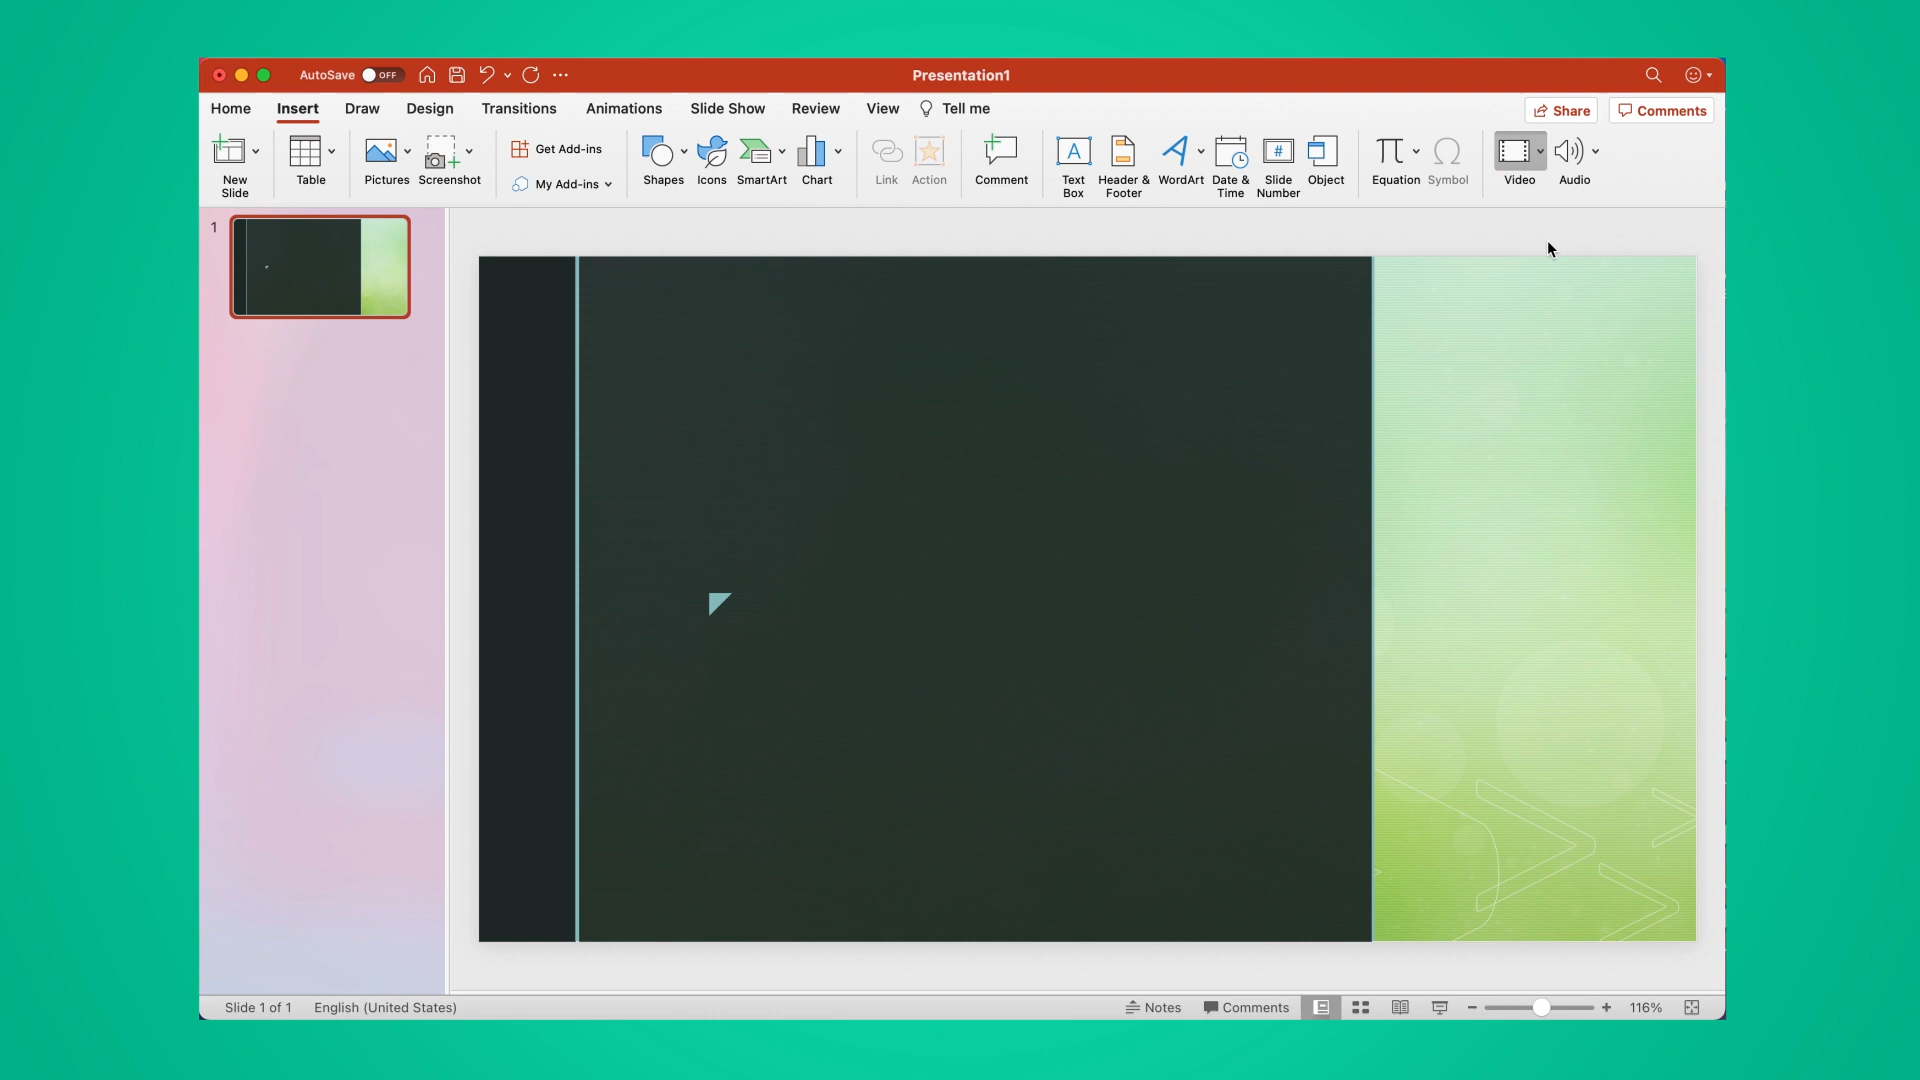 AutoSave OFF Presentation1
Home Insert Draw Design Transitions Animations Slide Show Review View Tell me Share Comments
New Slide
Table
Pictures
Screenshot
Get Add-ins
My Add-ins
Shapes
Icons
SmartArt
Chart
Link
Action
Comment
Text Box
Header & Footer
WordArt
Date & Time
Slide Number
Object
Equation
Symbol
Video
Audio
1
Slide 1 of 1 English (United States) Notes Comments 116%